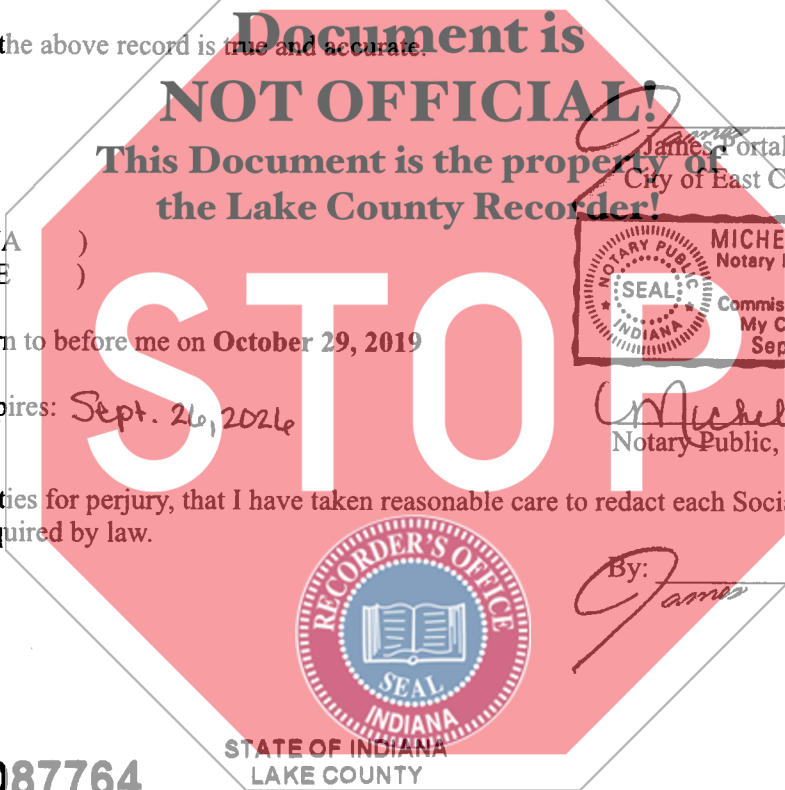 Document is
the above record is true and accurate.
NOT OFFICIAL!
This Document is the property of
the Lake County Recorder!
James
James Portal
City of East C
A )
E )
MICHE
Notary
NOTARY PUBLIC
SEAL
INDIANA
Commis
My C
Sep
n to before me on October 29, 2019
STOP
pires: Sept. 26, 2026
Michel
Notary Public,
ties for perjury, that I have taken reasonable care to redact each Socia
quired by law.
RECORDER'S OFFICE
SEAL
INDIANA
By:
James
STATE OF INDIANA
LAKE COUNTY
087764